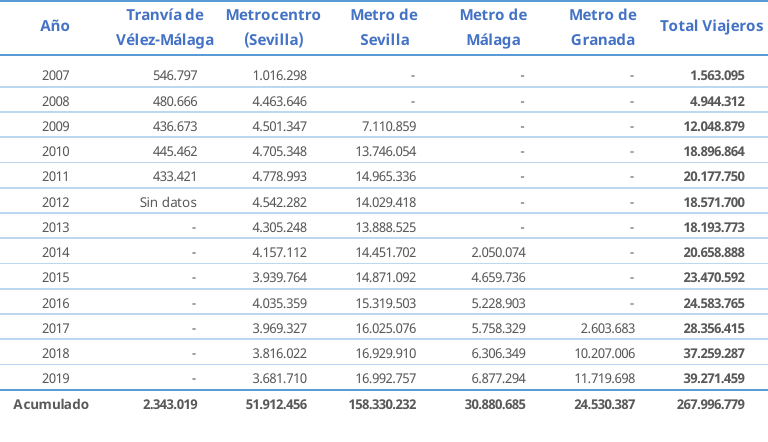 Año Tranvía de Vélez-Málaga Metrocentro (Sevilla) Metro de Sevilla Metro de Málaga Metro de Granada Total Viajeros
2007 546.797 1.016.298 - - - 1.563.095
2008 480.666 4.463.646 - - - 4.944.312
2009 436.673 4.501.347 7.110.859 - - 12.048.879
2010 445.462 4.705.348 13.746.054 - - 18.896.864
2011 433.421 4.778.993 14.965.336 - - 20.177.750
2012 Sin datos 4.542.282 14.029.418 - - 18.571.700
2013 - 4.305.248 13.888.525 - - 18.193.773
2014 - 4.157.112 14.451.702 2.050.074 - 20.658.888
2015 - 3.939.764 14.871.092 4.659.736 - 23.470.592
2016 - 4.035.359 15.319.503 5.228.903 - 24.583.765
2017 - 3.969.327 16.025.076 5.758.329 2.603.683 28.356.415
2018 - 3.816.022 16.929.910 6.306.349 10.207.006 37.259.287
2019 - 3.681.710 16.992.757 6.877.294 11.719.698 39.271.459
Acumulado 2.343.019 51.912.456 158.330.232 30.880.685 24.530.387 267.996.779